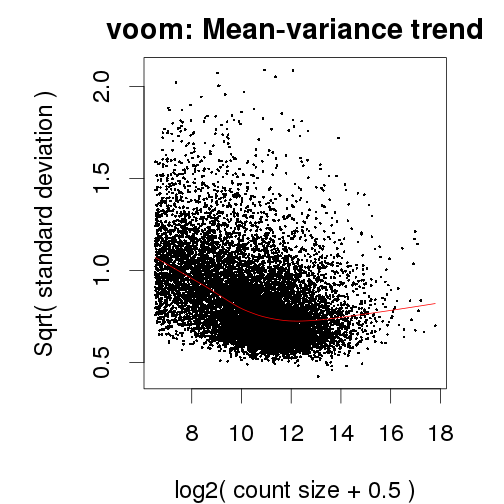 voom: Mean-variance trend
Sqrt( standard deviation )
2.0
1.5
1.0
0.5
8 10 12 14 16 18
log2( count size + 0.5 )